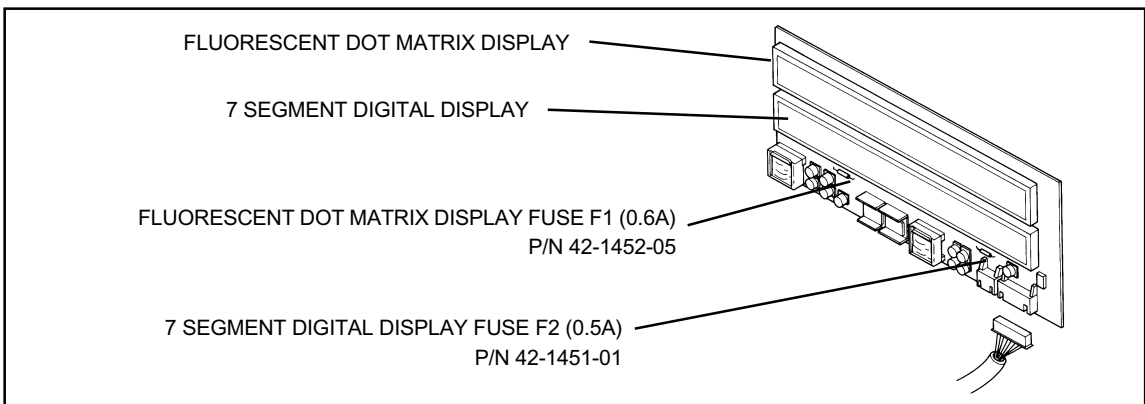 FLUORESCENT DOT MATRIX DISPLAY
7 SEGMENT DIGITAL DISPLAY
FLUORESCENT DOT MATRIX DISPLAY FUSE F1 (0.6A)
P/N 42-1452-05
7 SEGMENT DIGITAL DISPLAY FUSE F2 (0.5A)
P/N 42-1451-01